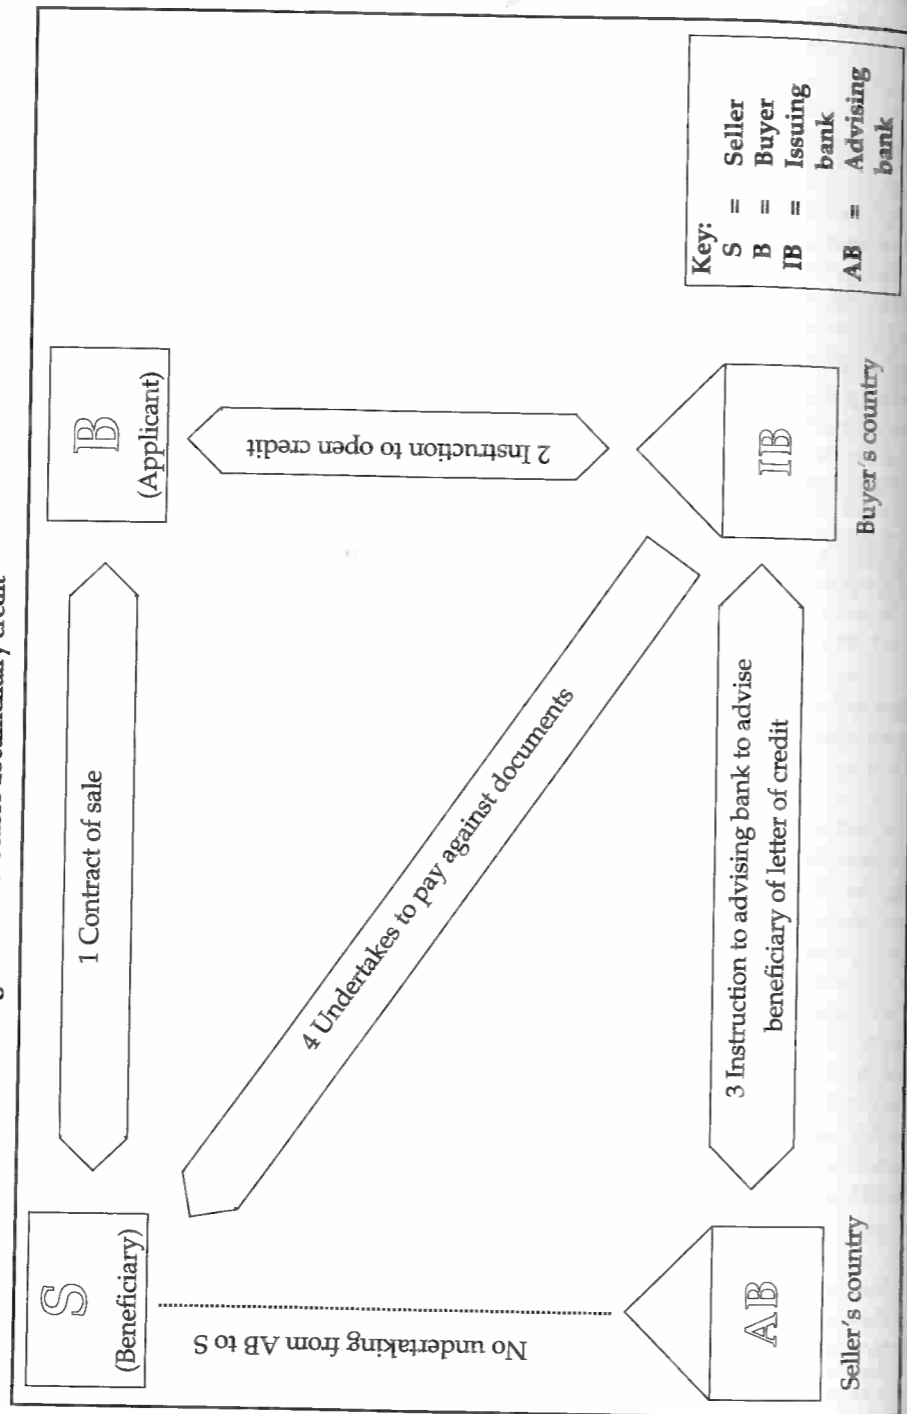 documentary credit
S
(Beneficiary)
1 Contract of sale
B
(Applicant)
No undertaking from AB to S
4 Undertakes to pay against documents
2 Instruction to open credit
AB
3 Instruction to advising bank to advise
beneficiary of letter of credit
IB
Seller's country
Buyer's country
Key:
S = Seller
B = Buyer
IB = Issuing
bank
AB = Advising
bank